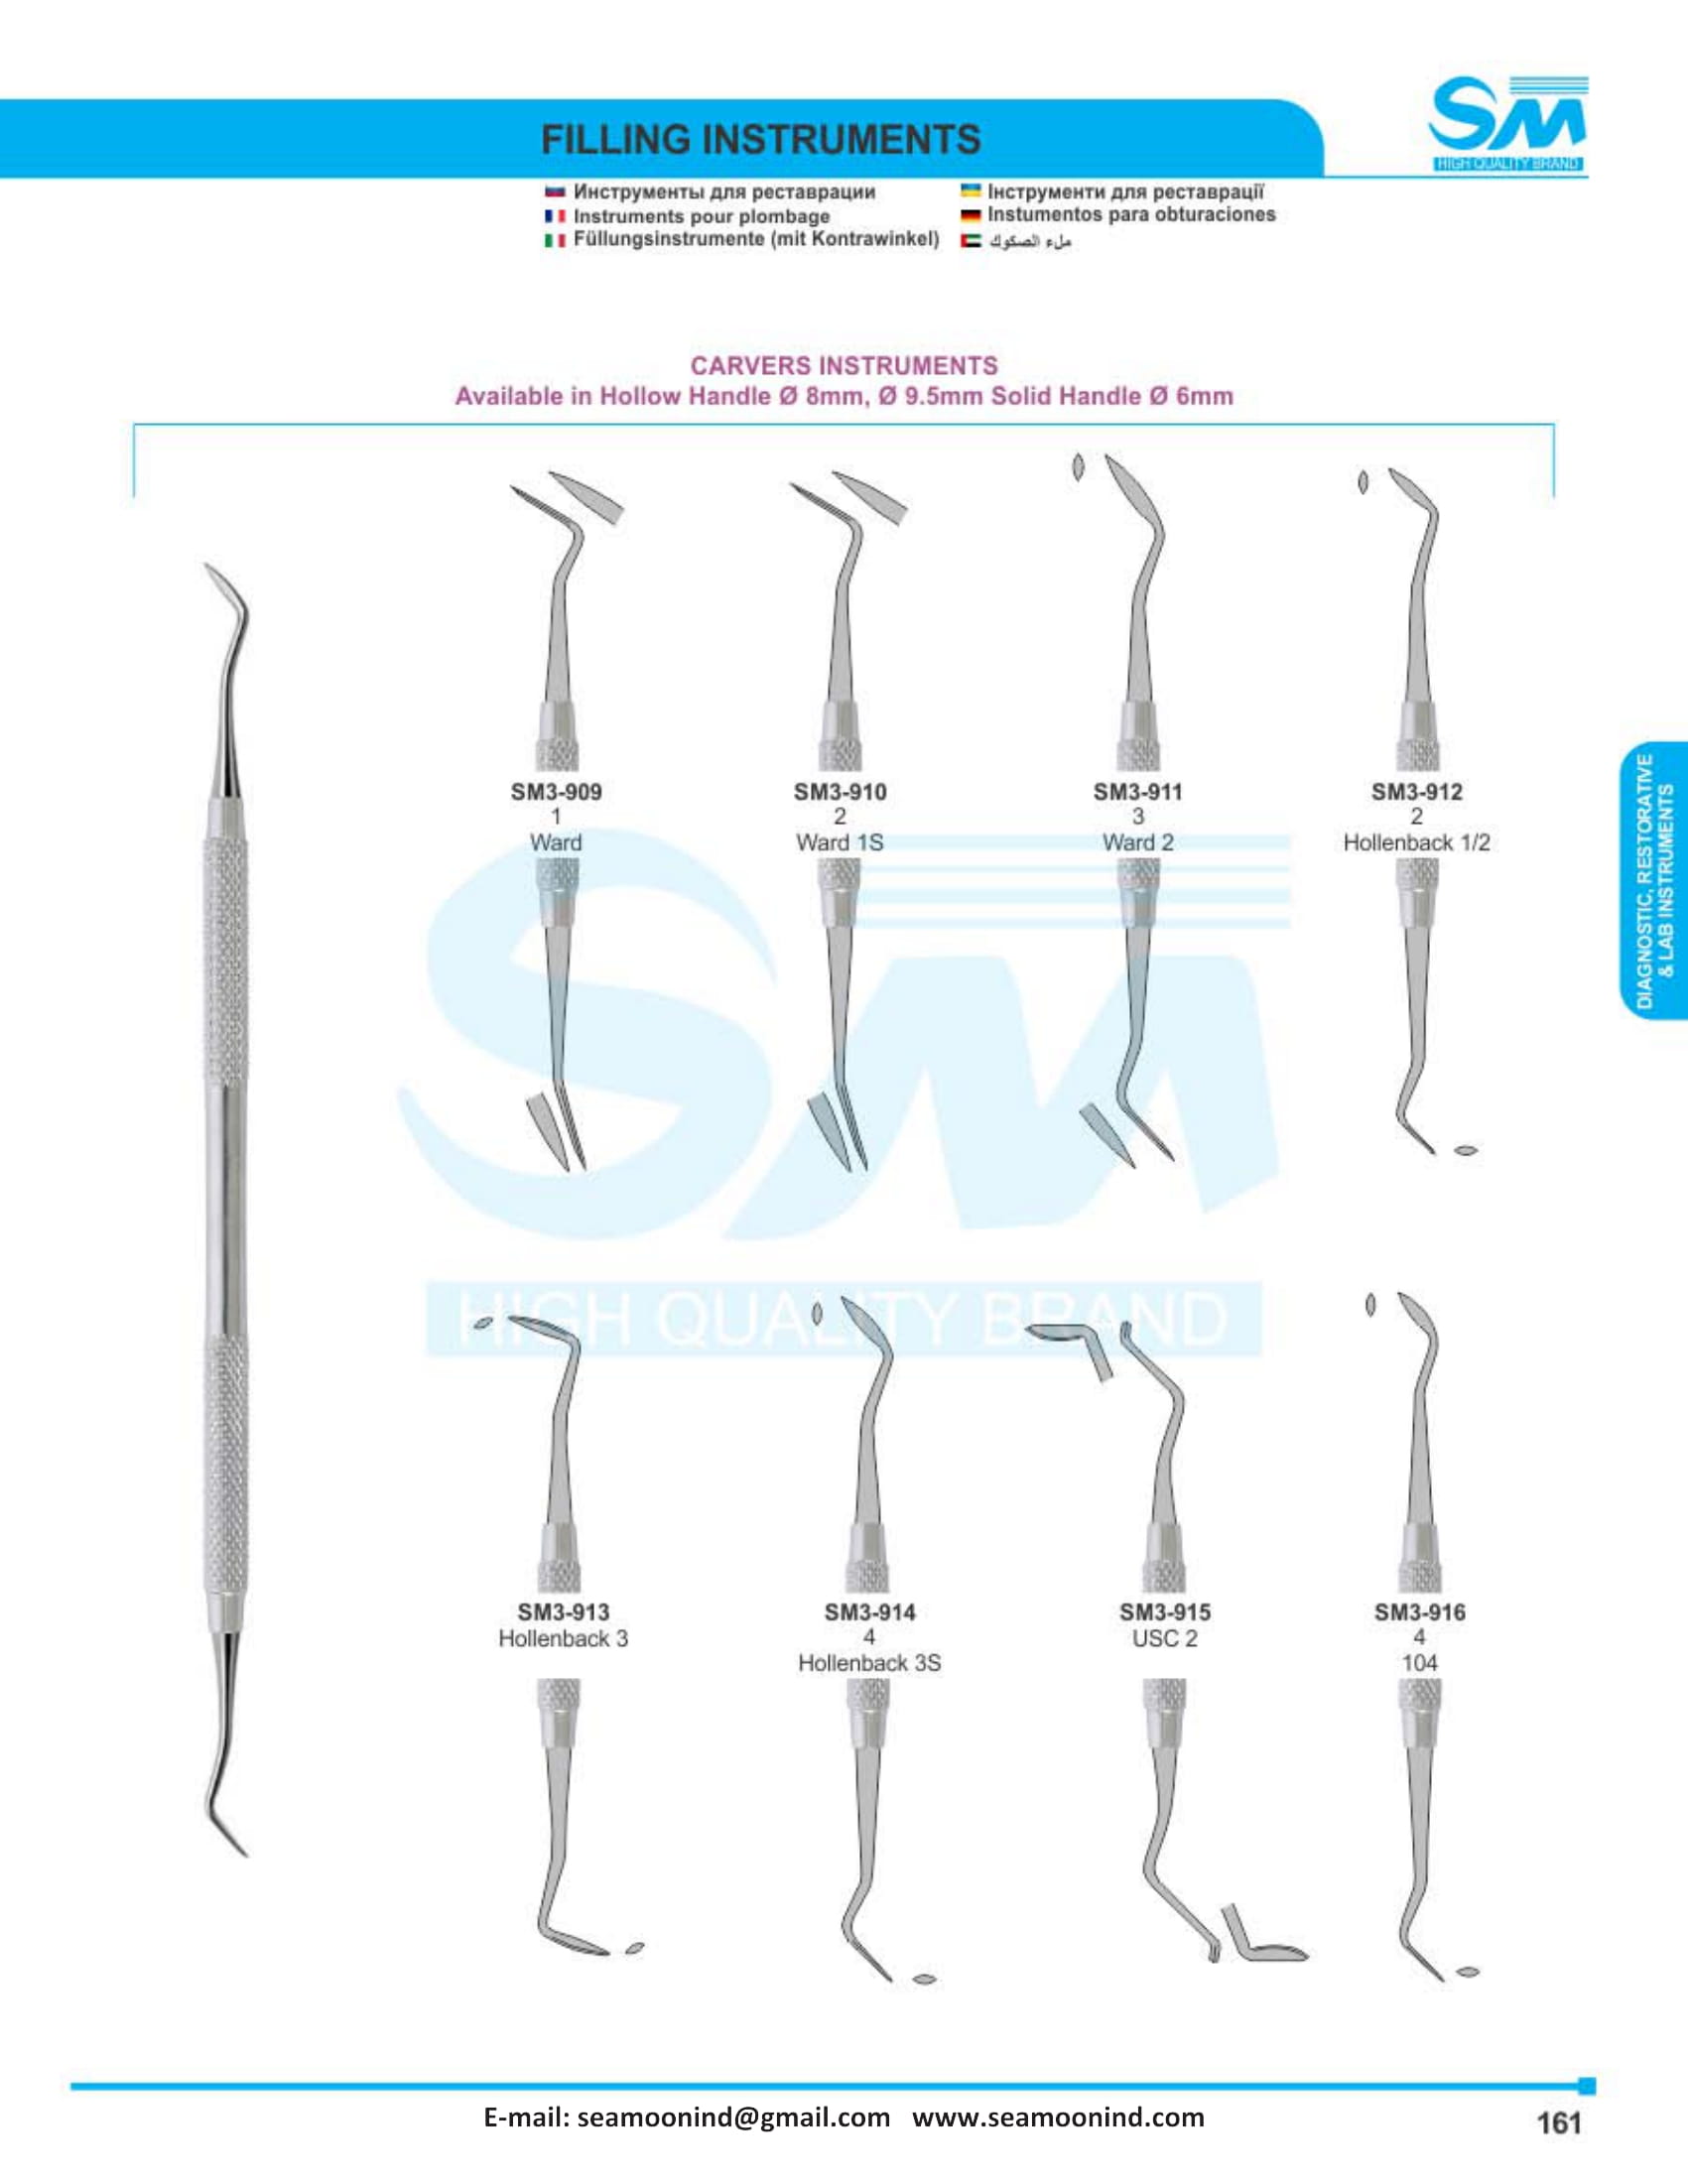 SM
HIGH QUALITY BRAND
FILLING INSTRUMENTS
Инструменты для реставрации
Instruments pour plombage
Füllungsinstrumente (mit Kontrawinkel)
Інструменти для реставрації
Instumentos para obturaciones
ملء الصكوك
CARVERS INSTRUMENTS
Available in Hollow Handle Ø 8mm, Ø 9.5mm Solid Handle Ø 6mm
SM3-909
1
Ward
SM3-910
2
Ward 1S
SM3-911
3
Ward 2
SM3-912
2
Hollenback 1/2
DIAGNOSTIC, RESTORATIVE
& LAB INSTRUMENTS
SM
HIGH QUALITY BRAND
SM3-913
Hollenback 3
SM3-914
4
Hollenback 3S
SM3-915
USC 2
SM3-916
4
104
E-mail: seamoonind@gmail.com www.seamoonind.com
161